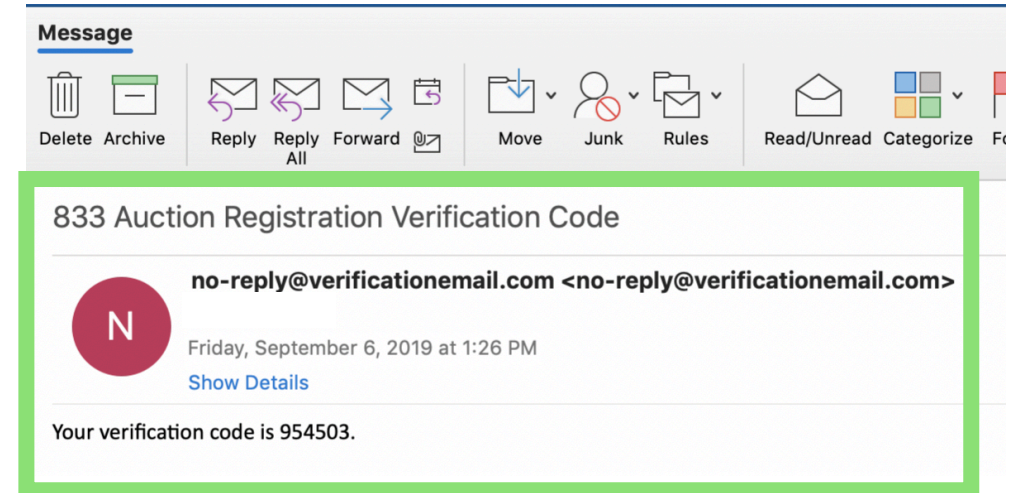 Message
Delete Archive Reply Reply All Forward Move Junk Rules Read/Unread Categorize
833 Auction Registration Verification Code
N
no-reply@verificationemail.com <no-reply@verificationemail.com>
Friday, September 6, 2019 at 1:26 PM
Show Details
Your verification code is 954503.